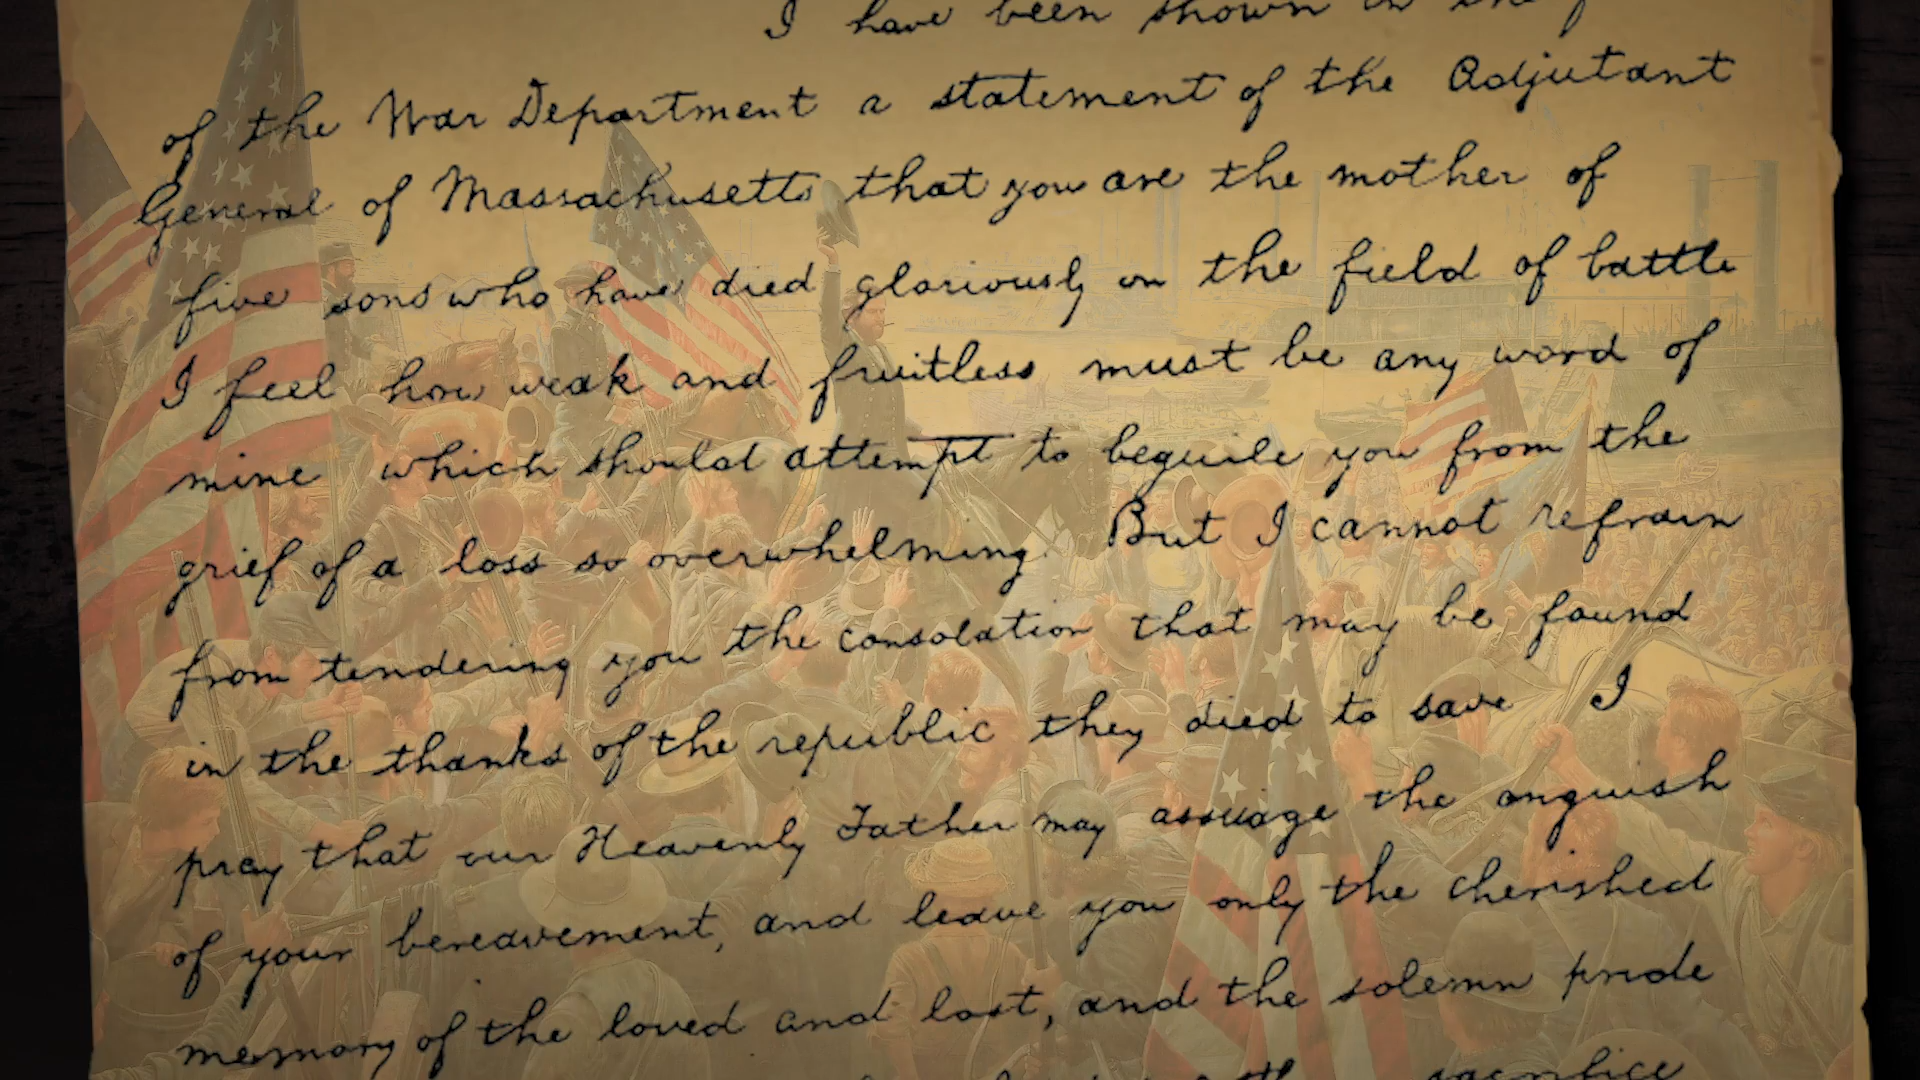 I have been shown in the
of the War Department a statement of the Adjutant
General of Massachusetts that you are the mother of
five sons who have died gloriously on the field of battle
I feel how weak and fruitless must be any word of
mine which should attempt to beguile you from the
grief of a loss so overwhelming. But I cannot refrain
from tendering you the consolation that may be found
in the thanks of the republic they died to save I
pray that our Heavenly Father may assuage the anguish
of your bereavement, and leave you only the cherished
memory of the loved and lost, and the solemn pride
sacrifice